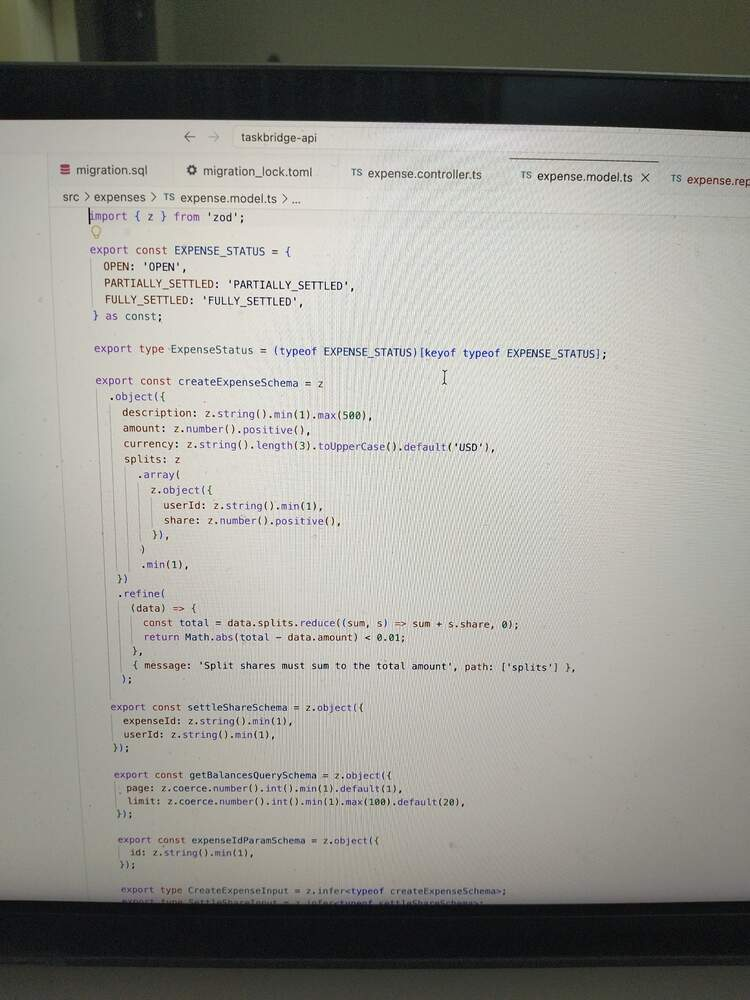 taskbridge-api
migration.sql
migration_lock.toml
TS expense.controller.ts
TS expense.model.ts
TS expense.rep
src > expenses > TS expense.model.ts > ...
import { z } from 'zod';
export const EXPENSE_STATUS = {
OPEN: 'OPEN',
PARTIALLY_SETTLED: 'PARTIALLY_SETTLED',
FULLY_SETTLED: 'FULLY_SETTLED',
} as const;
export type ExpenseStatus = (typeof EXPENSE_STATUS)[keyof typeof EXPENSE_STATUS];
export const createExpenseSchema = z
.object({
description: z.string().min(1).max(500),
amount: z.number().positive(),
currency: z.string().length(3).toUpperCase().default('USD'),
splits: z
.array(
z.object({
userId: z.string().min(1),
share: z.number().positive(),
}),
)
.min(1),
})
.refine(
(data) => {
const total = data.splits.reduce((sum, s) => sum + s.share, 0);
return Math.abs(total - data.amount) < 0.01;
},
{ message: 'Split shares must sum to the total amount', path: ['splits'] },
);
export const settleShareSchema = z.object({
expenseId: z.string().min(1),
userId: z.string().min(1),
});
export const getBalancesQuerySchema = z.object({
page: z.coerce.number().int().min(1).default(1),
limit: z.coerce.number().int().min(1).max(100).default(20),
});
export const expenseIdParamSchema = z.object({
id: z.string().min(1),
});
export type CreateExpenseInput = z.infer<typeof createExpenseSchema>;
export type SettleShareInput = z.infer<typeof settleShareSchema>;